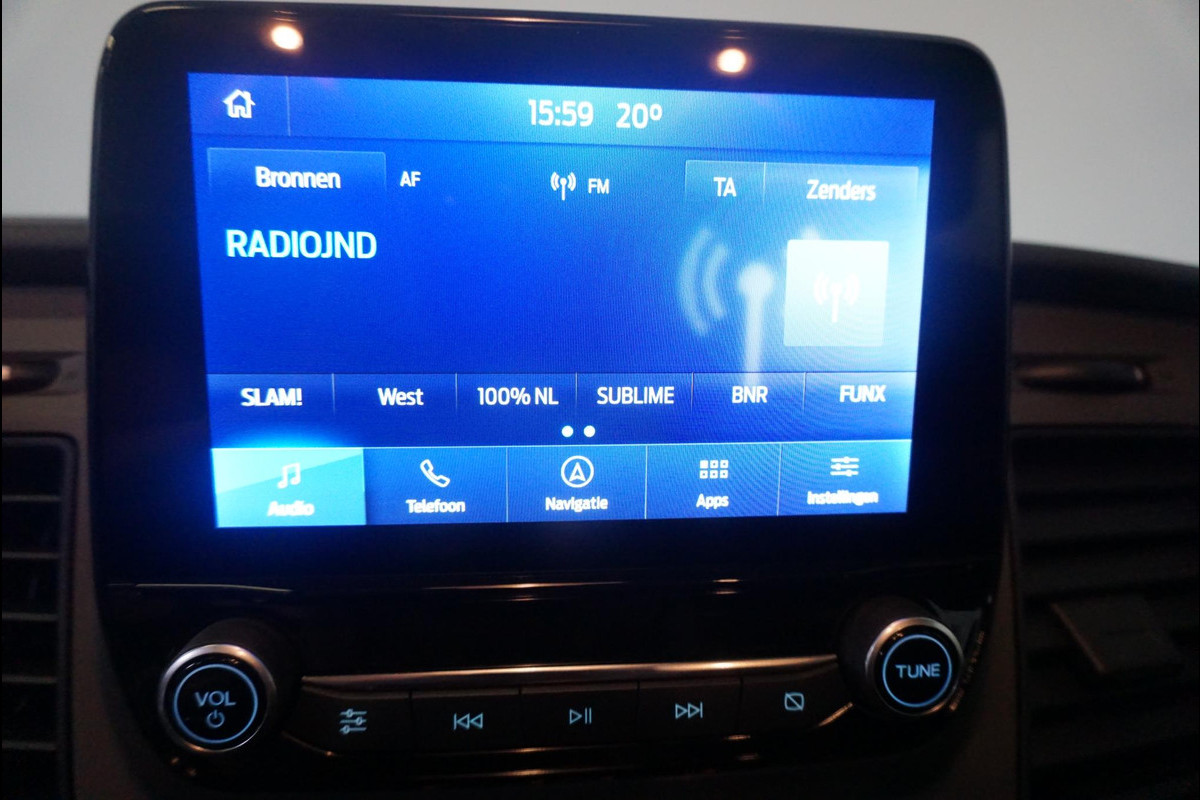 15:59 20º
Bronnen AF FM TA Zenders
RADIOJND
SLAM! West 100% NL SUBLIME BNR FUNX
Audio Telefoon Navigatie Apps Instellingen
VOL TUNE